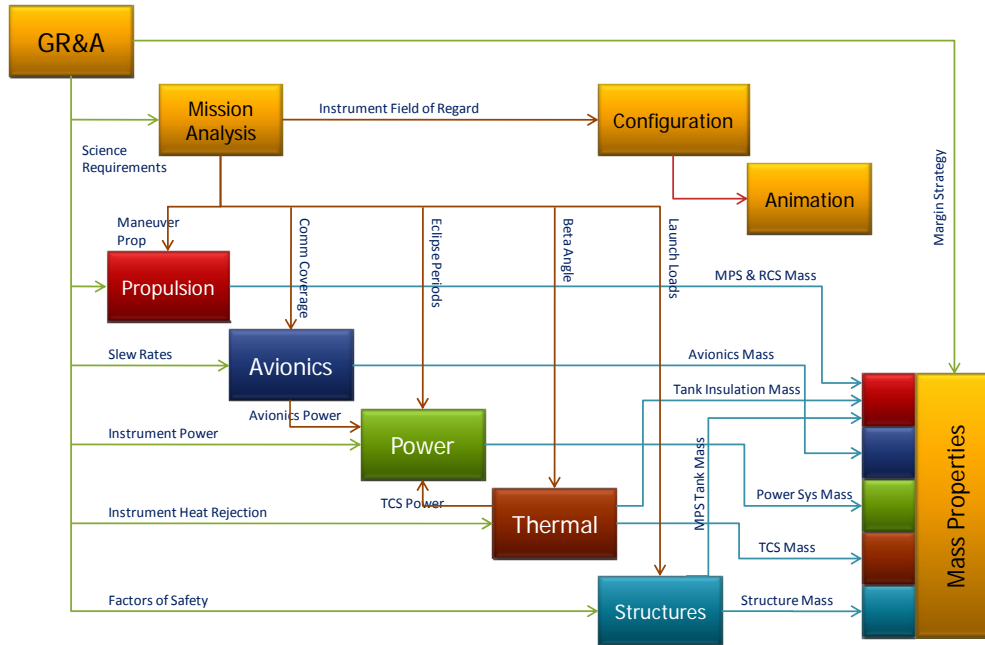 GR&A
Mission
Analysis
Instrument Field of Regard
Configuration
Science
Requirements
Animation
Margin Strategy
Maneuver
Prop
Comm Coverage
Eclipse Periods
Beta Angle
Launch Loads
Propulsion
MPS & RCS Mass
Slew Rates
Avionics
Avionics Mass
Tank Insulation Mass
Avionics Power
Instrument Power
Power
MPS Tank Mass
Power Sys Mass
TCS Power
Instrument Heat Rejection
Thermal
TCS Mass
Mass Properties
Factors of Safety
Structures
Structure Mass